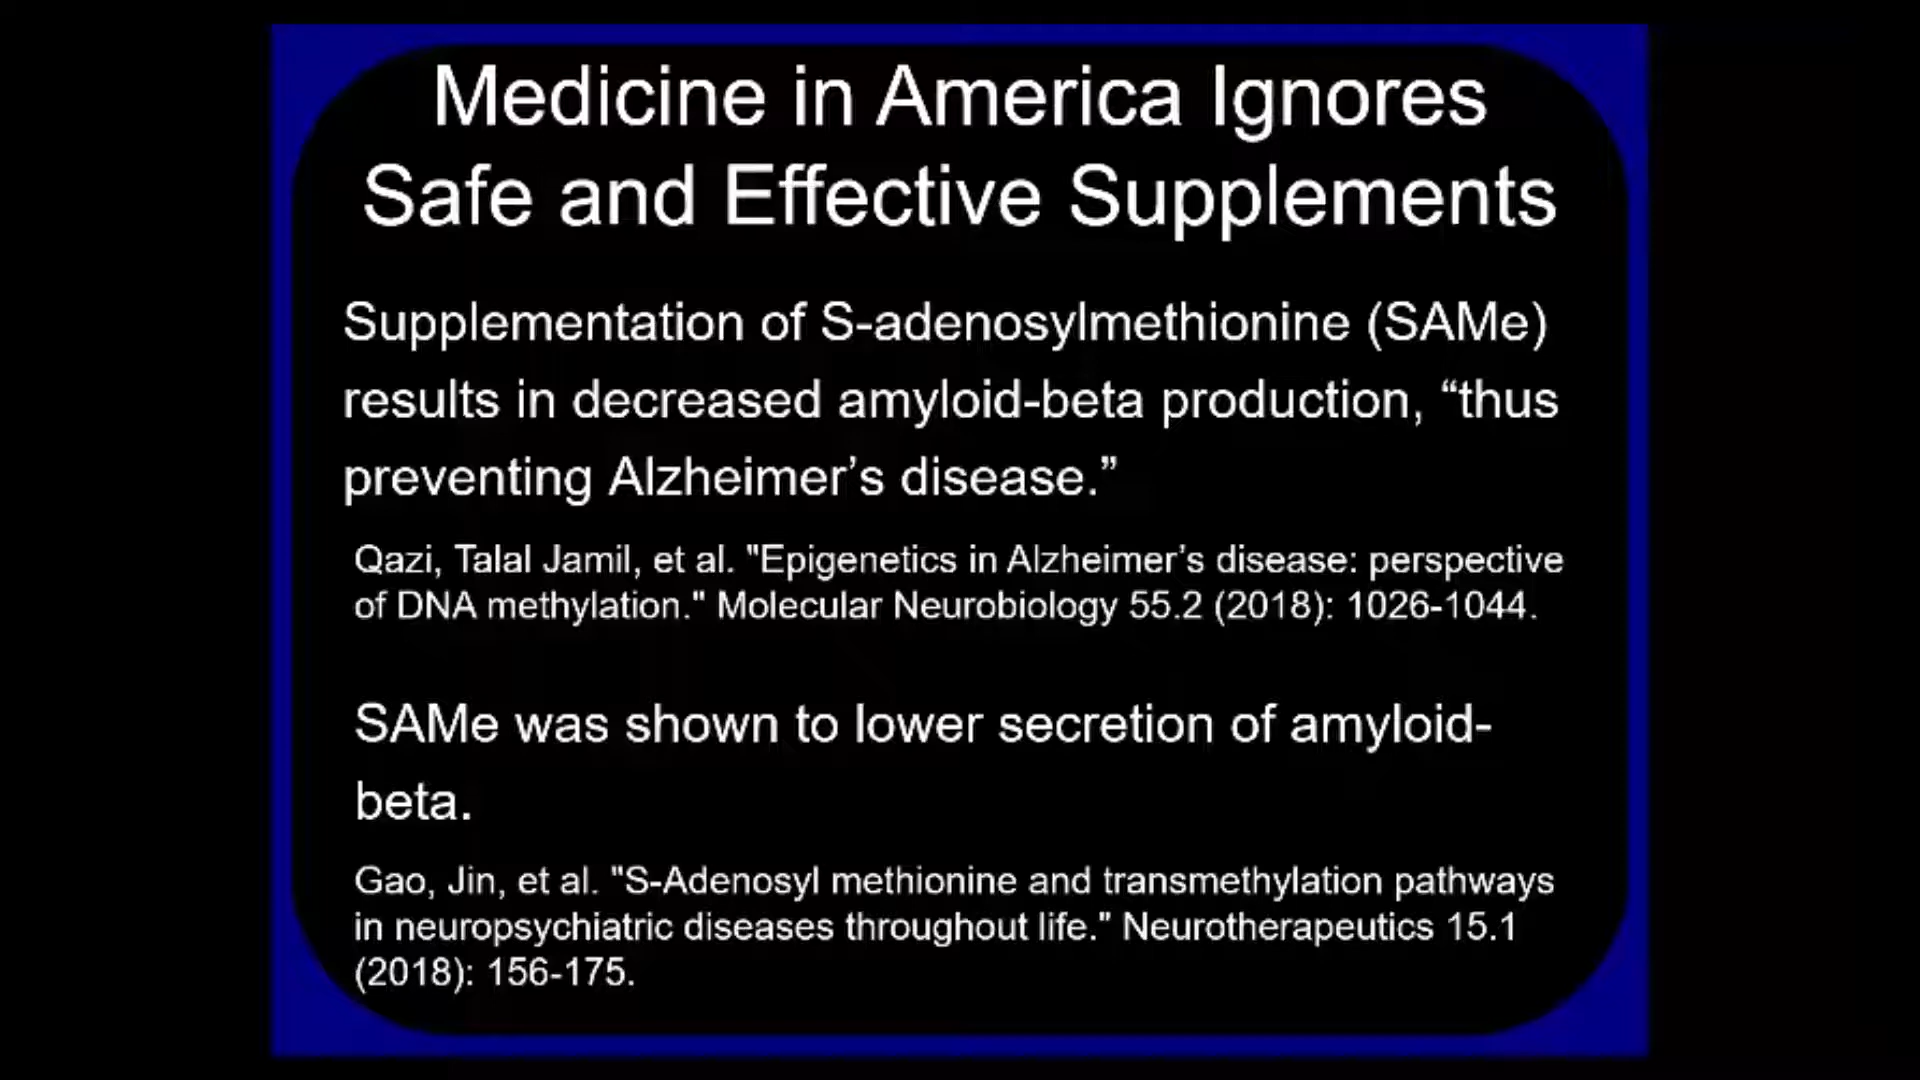 Medicine in America Ignores
Safe and Effective Supplements
Supplementation of S-adenosylmethionine (SAMe)
results in decreased amyloid-beta production, “thus
preventing Alzheimer’s disease.”
Qazi, Talal Jamil, et al. "Epigenetics in Alzheimer’s disease: perspective
of DNA methylation." Molecular Neurobiology 55.2 (2018): 1026-1044.
SAMe was shown to lower secretion of amyloid-
beta.
Gao, Jin, et al. "S-Adenosyl methionine and transmethylation pathways
in neuropsychiatric diseases throughout life." Neurotherapeutics 15.1
(2018): 156-175.